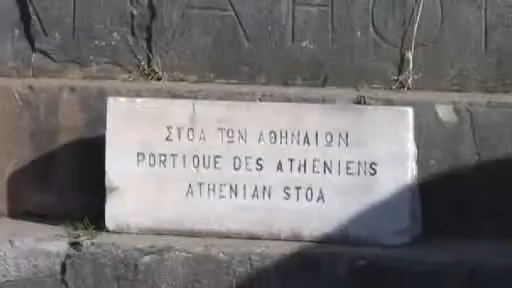 ΣΤΟΑ ΤΩΝ ΑΘΗΝΑΙΩΝ
PORTIQUE DES ATHENIENS
ATHENIAN STOA